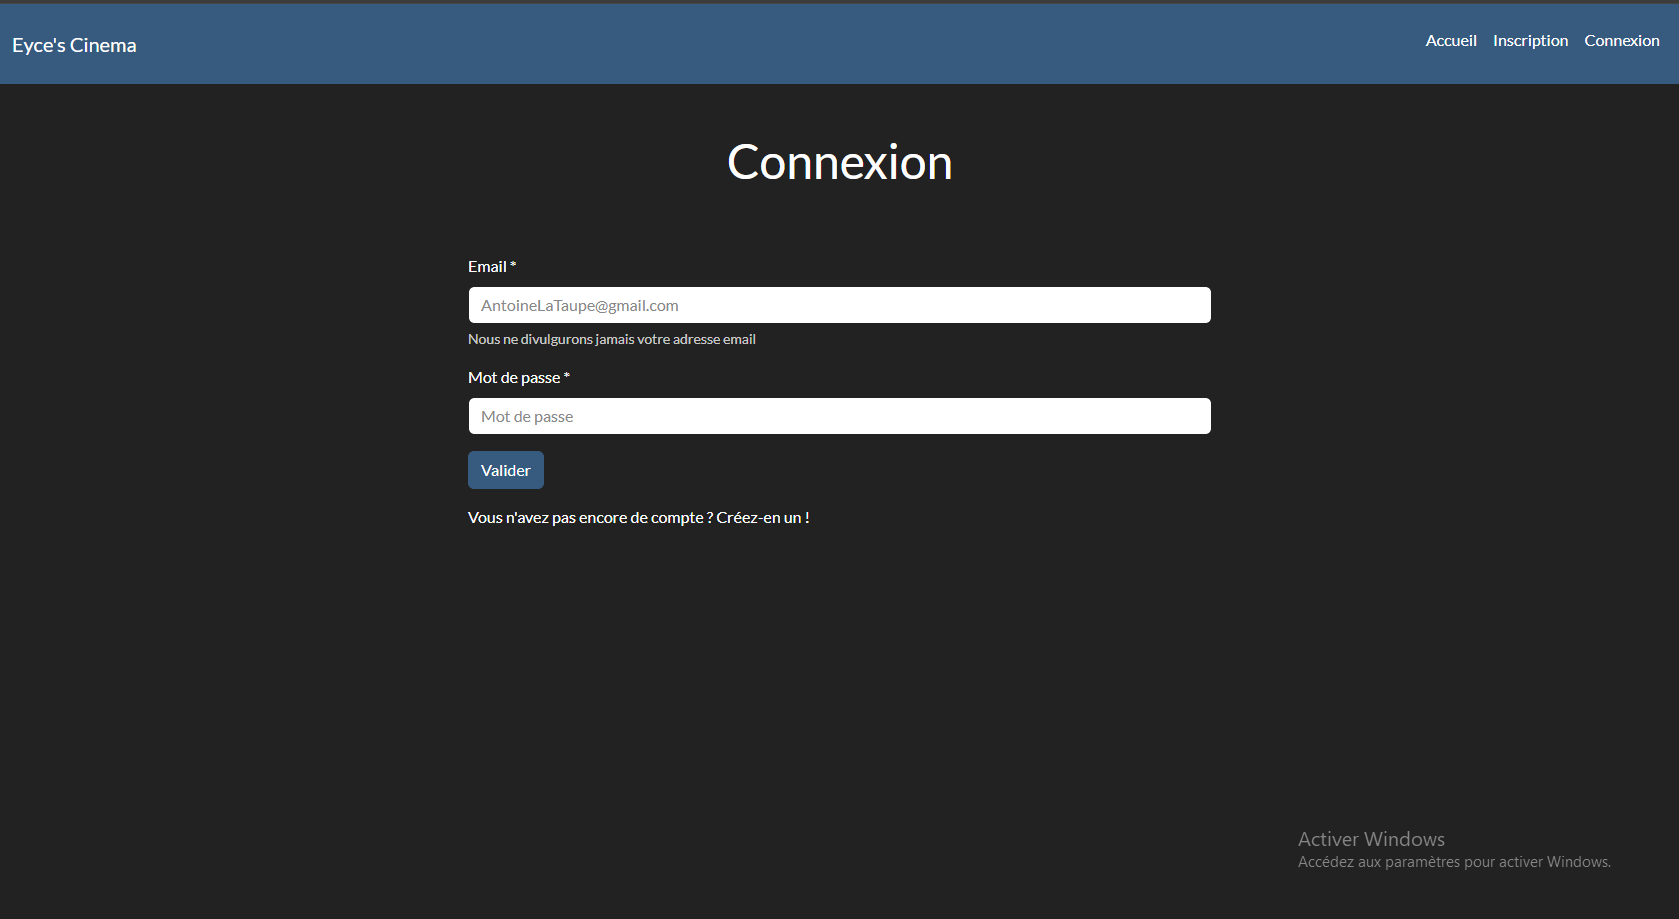 Eyce's Cinema
Accueil Inscription Connexion
Connexion
Email *
AntoineLaTaupe@gmail.com
Nous ne divulgurons jamais votre adresse email
Mot de passe *
Mot de passe
Valider
Vous n'avez pas encore de compte ? Créez-en un !
Activer Windows
Accédez aux paramètres pour activer Windows.